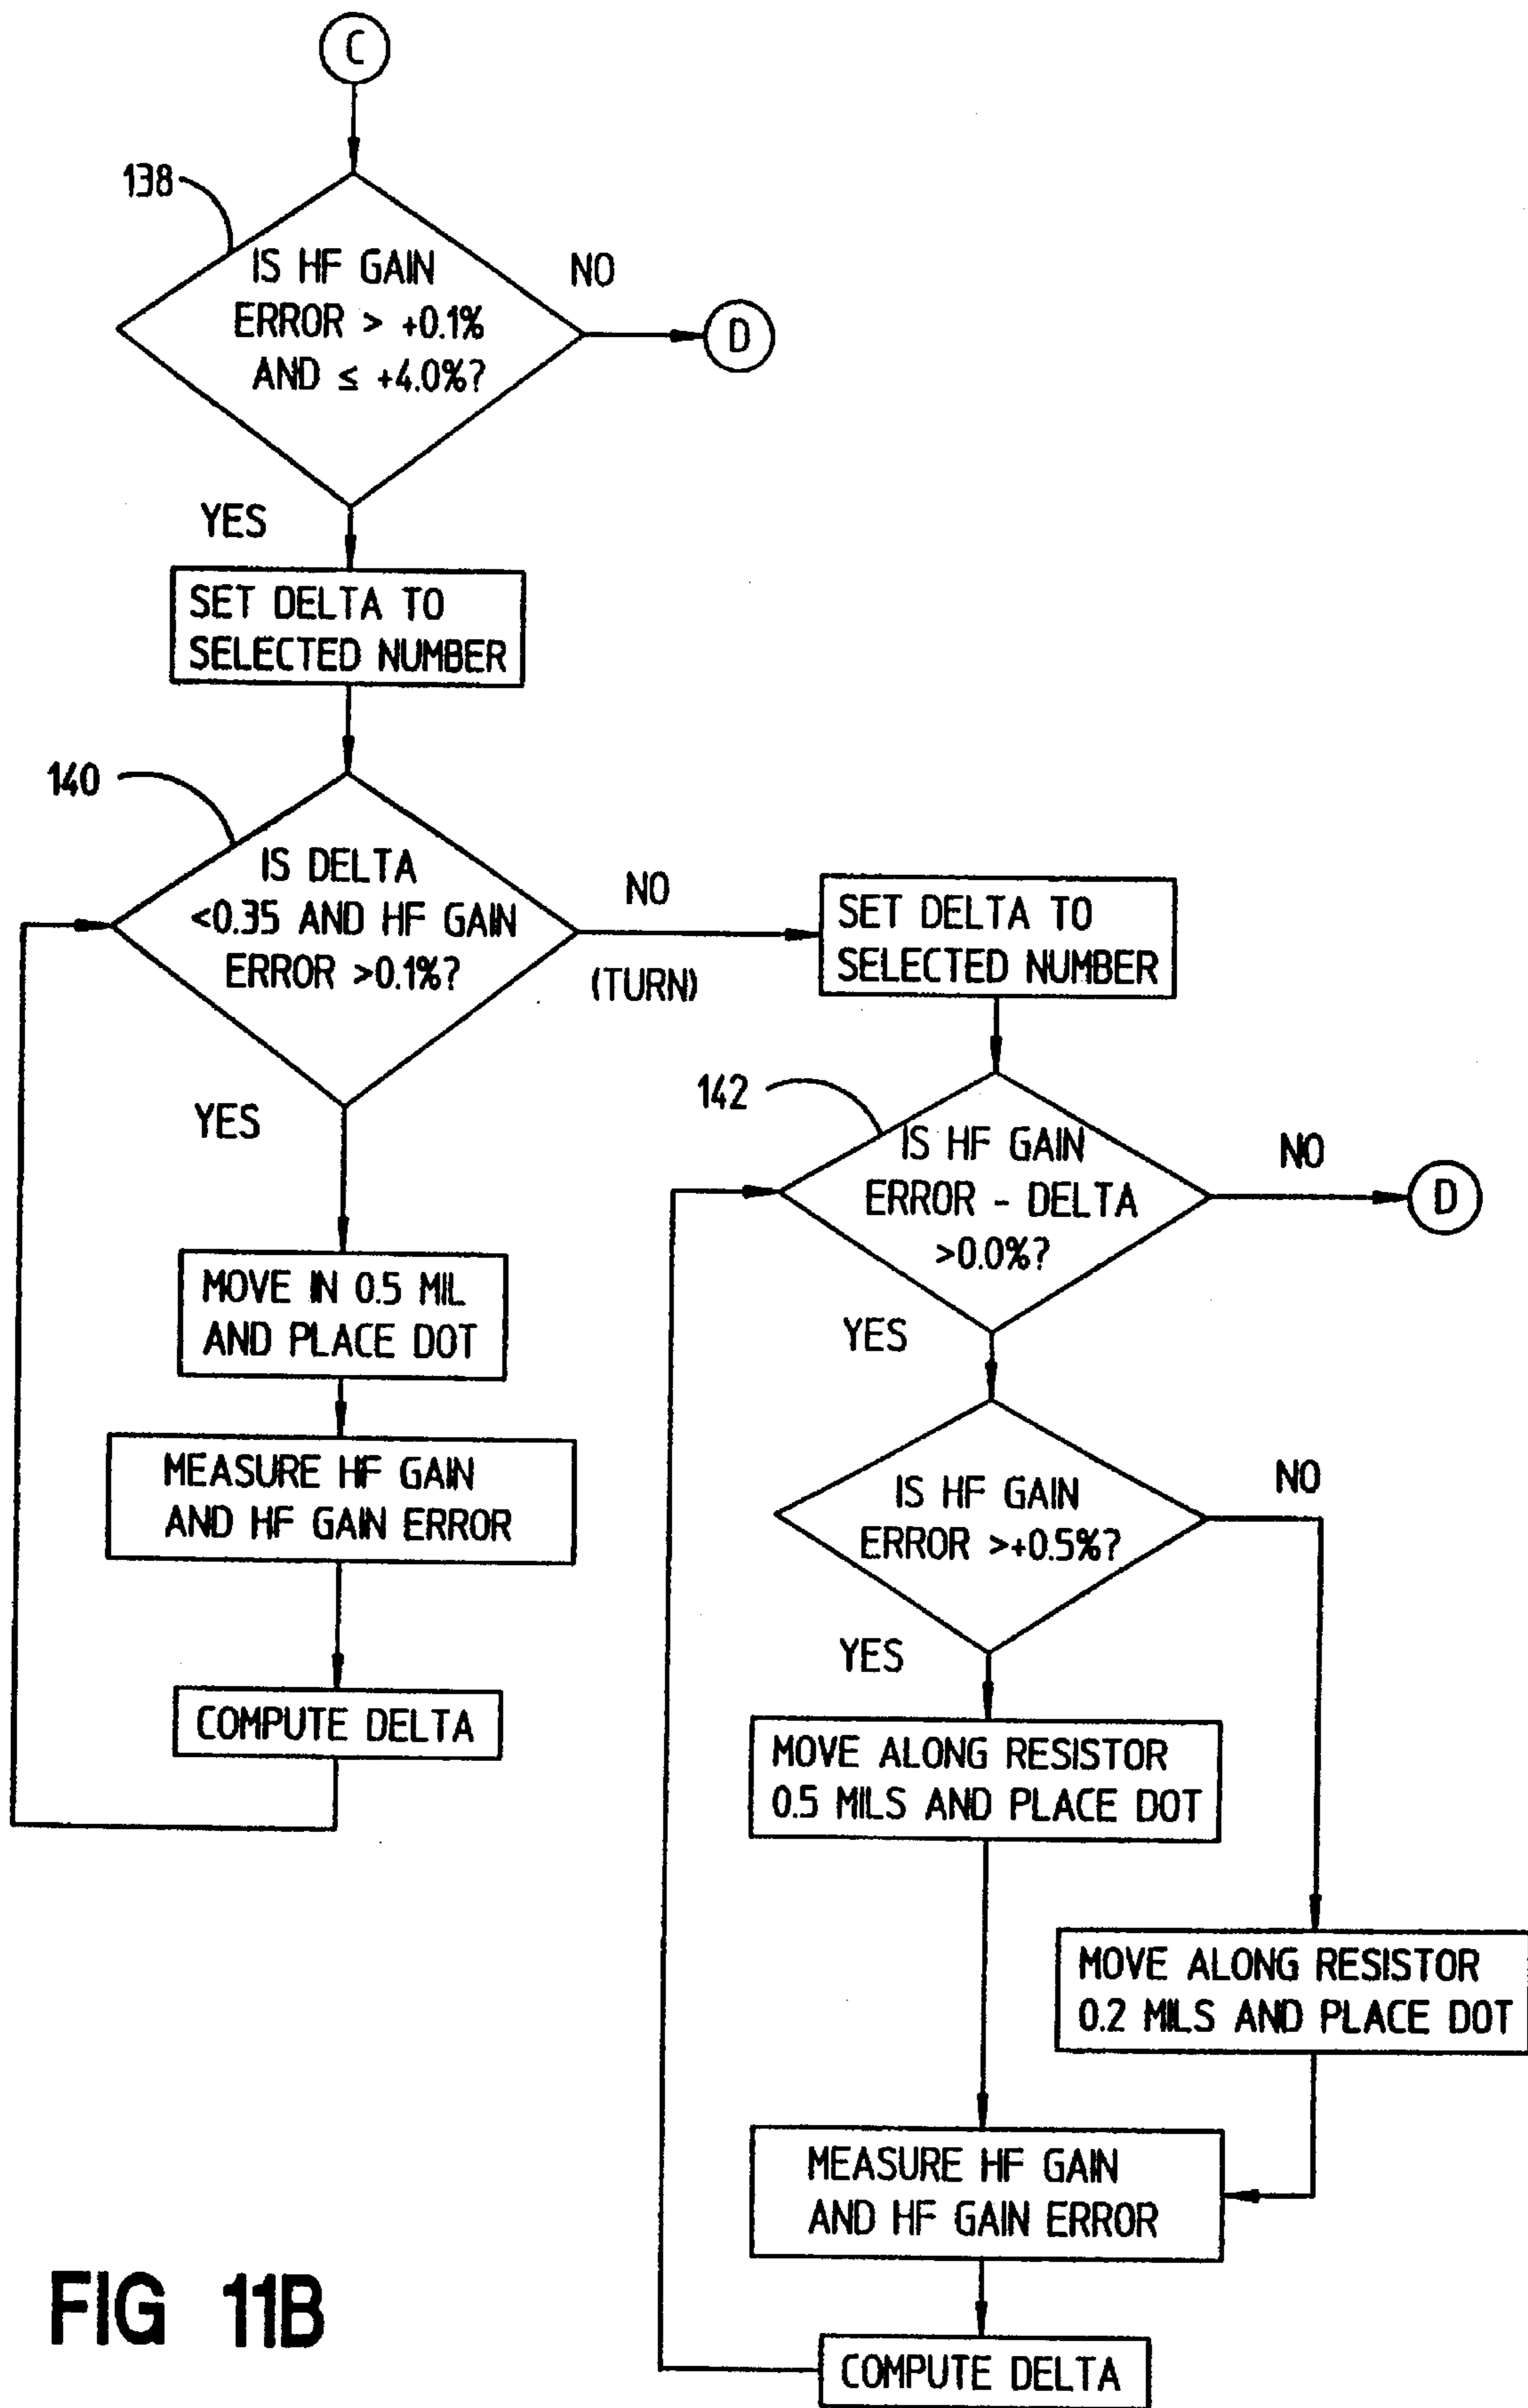 C
138
IS HF GAIN
ERROR > +0.1%
AND ≤ +4.0%?
NO
D
YES
SET DELTA TO
SELECTED NUMBER
140
IS DELTA
<0.35 AND HF GAIN
ERROR >0.1%?
NO
(TURN)
SET DELTA TO
SELECTED NUMBER
YES
142
IS HF GAIN
ERROR - DELTA
>0.0%?
NO
D
MOVE IN 0.5 MIL
AND PLACE DOT
YES
MEASURE HF GAIN
AND HF GAIN ERROR
IS HF GAIN
ERROR >+0.5%?
NO
COMPUTE DELTA
YES
MOVE ALONG RESISTOR
0.5 MILS AND PLACE DOT
MOVE ALONG RESISTOR
0.2 MILS AND PLACE DOT
MEASURE HF GAIN
AND HF GAIN ERROR
COMPUTE DELTA
FIG 11B